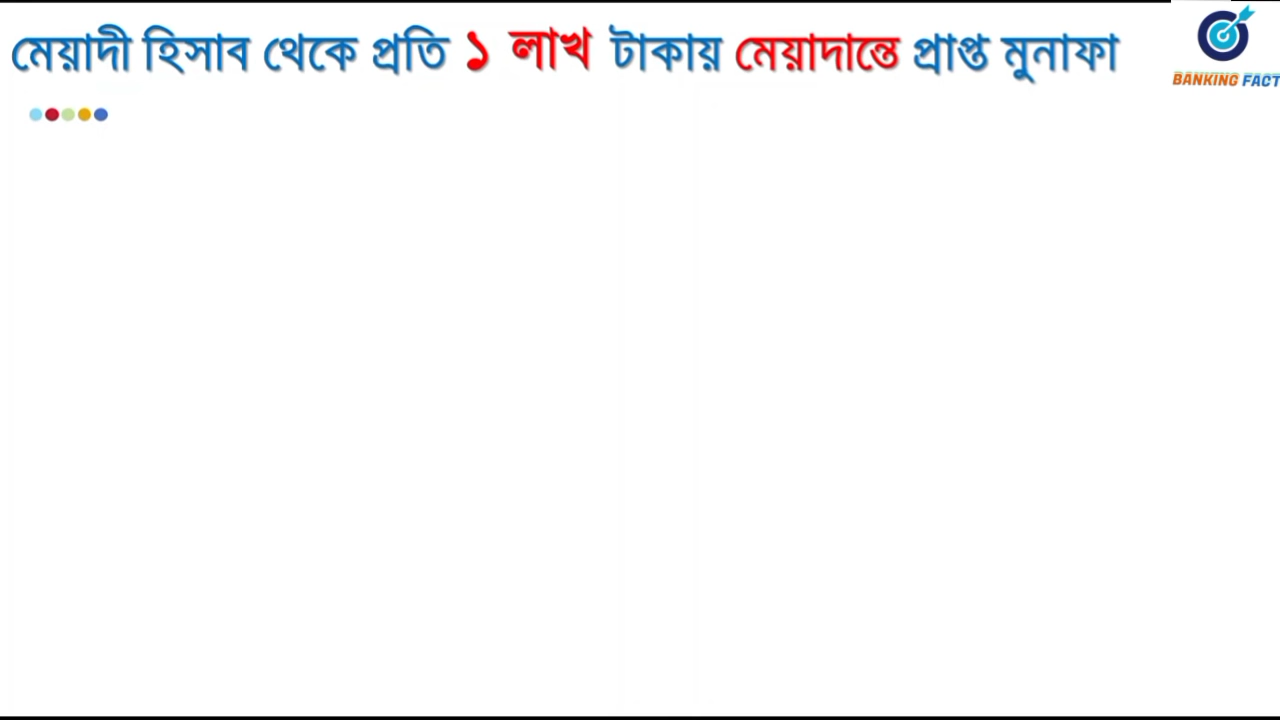 মেয়াদী হিসাব থেকে প্রতি ১ লাখ টাকায় মেয়াদান্তে প্রাপ্ত মুনাফা
BANKING FACT